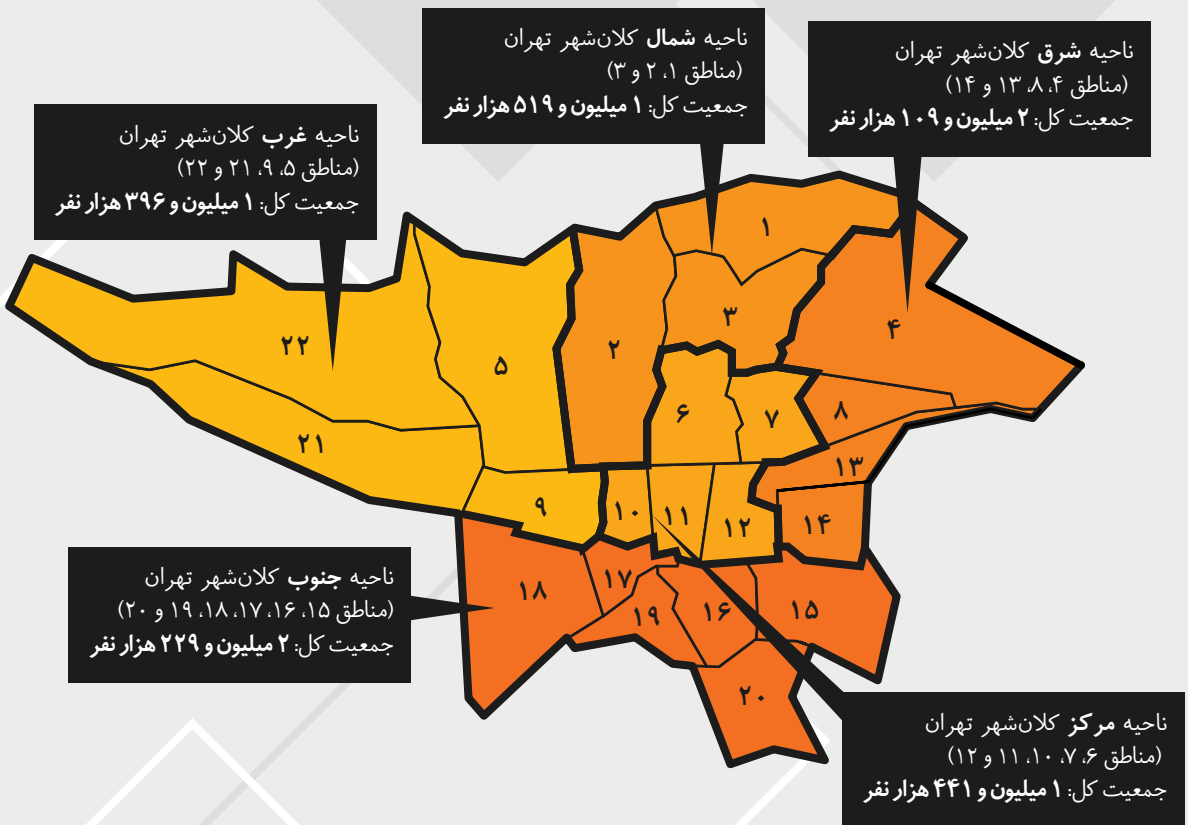 ناحیه شمال کلان‌شهر تهران
(مناطق ۱، ۲ و ۳)
جمعیت کل: ۱ میلیون و ۵۱۹ هزار نفر
ناحیه شرق کلان‌شهر تهران
(مناطق ۴، ۸، ۱۳ و ۱۴)
جمعیت کل: ۲ میلیون و ۱۰۹ هزار نفر
ناحیه غرب کلان‌شهر تهران
(مناطق ۵، ۹، ۲۱ و ۲۲)
جمعیت کل: ۱ میلیون و ۳۹۶ هزار نفر
۱
۳
۴
۲
۲۲
۵
۶
۷
۸
۲۱
۱۳
۹
۱۰
۱۱
۱۲
۱۴
۱۸
۱۷
۱۹
۱۶
۱۵
۲۰
ناحیه جنوب کلان‌شهر تهران
(مناطق ۱۵، ۱۶، ۱۷، ۱۸، ۱۹ و ۲۰)
جمعیت کل: ۲ میلیون و ۲۲۹ هزار نفر
ناحیه مرکز کلان‌شهر تهران
(مناطق ۶، ۷، ۱۰، ۱۱ و ۱۲)
جمعیت کل: ۱ میلیون و ۴۴۱ هزار نفر